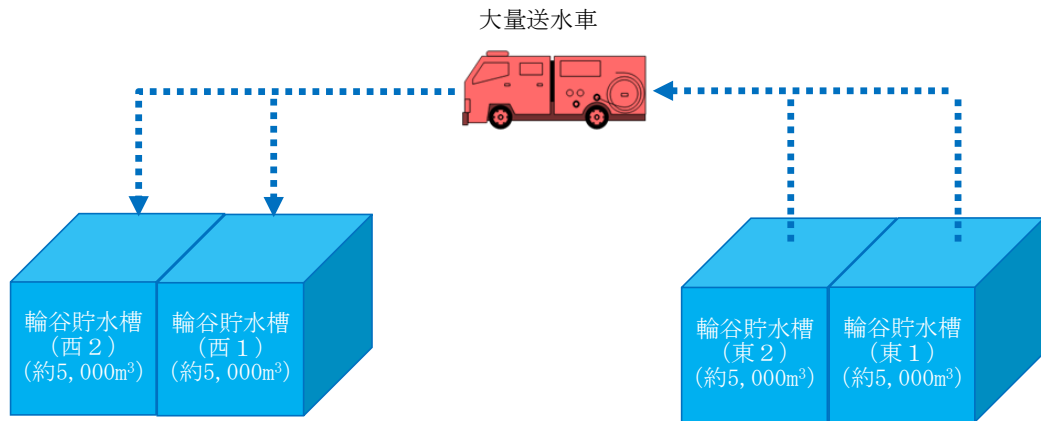 大量送水車
輪谷貯水槽
(西２)
(約5,000m³)
輪谷貯水槽
(西１)
(約5,000m³)
輪谷貯水槽
(東２)
(約5,000m³)
輪谷貯水槽
(東１)
(約5,000m³)